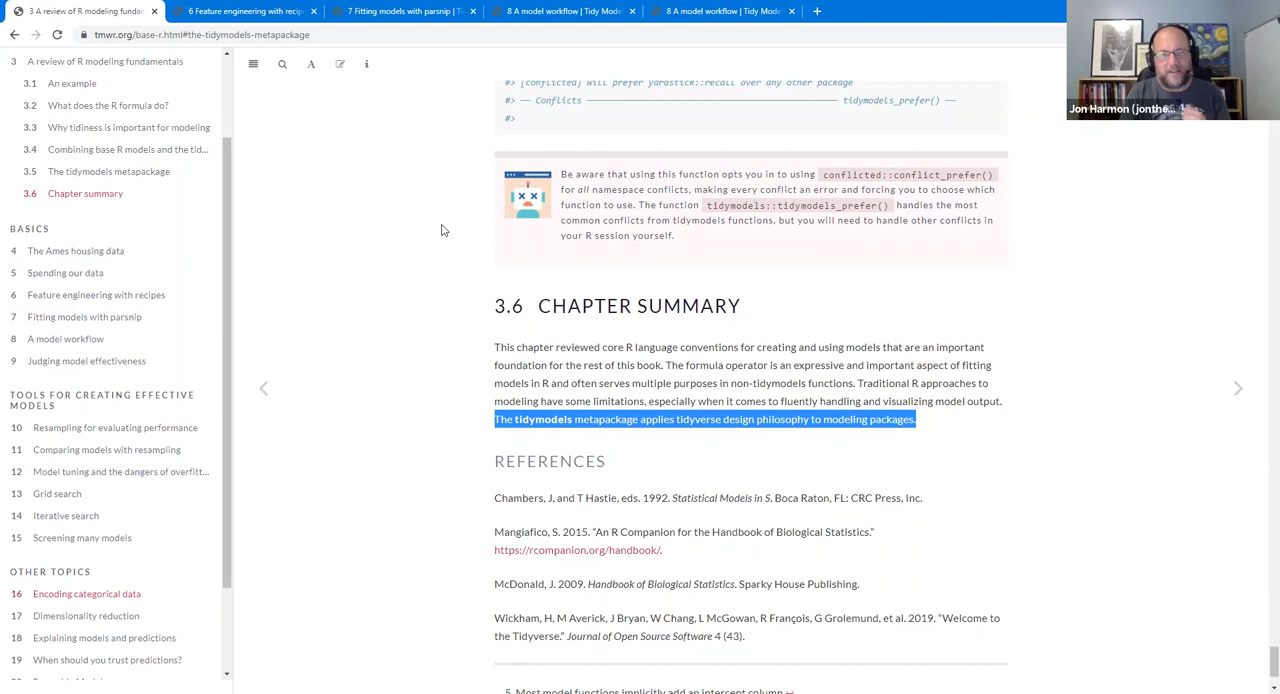 3 A review of R modeling funda
6 Feature engineering with recip
7 Fitting models with parsnip | Ti
8 A model workflow | Tidy Model
8 A model workflow | Tidy Mode
tmwr.org/base-r.html#the-tidymodels-metapackage
Jon Harmon (jonthe...
3 A review of R modeling fundamentals
3.1 An example
3.2 What does the R formula do?
3.3 Why tidiness is important for modeling
3.4 Combining base R models and the tid...
3.5 The tidymodels metapackage
3.6 Chapter summary
BASICS
4 The Ames housing data
5 Spending our data
6 Feature engineering with recipes
7 Fitting models with parsnip
8 A model workflow
9 Judging model effectiveness
TOOLS FOR CREATING EFFECTIVE
MODELS
10 Resampling for evaluating performance
11 Comparing models with resampling
12 Model tuning and the dangers of overfitt...
13 Grid search
14 Iterative search
15 Screening many models
OTHER TOPICS
16 Encoding categorical data
17 Dimensionality reduction
18 Explaining models and predictions
19 When should you trust predictions?
#> [conflicted] Will prefer yardstick::recall over any other package
#> ── Conflicts ──────────────────────────── tidymodels_prefer() ──
#>
Be aware that using this function opts you in to using conflicted::conflict_prefer()
for all namespace conflicts, making every conflict an error and forcing you to choose which
function to use. The function tidymodels::tidymodels_prefer() handles the most
common conflicts from tidymodels functions, but you will need to handle other conflicts in
your R session yourself.
3.6 CHAPTER SUMMARY
This chapter reviewed core R language conventions for creating and using models that are an important
foundation for the rest of this book. The formula operator is an expressive and important aspect of fitting
models in R and often serves multiple purposes in non-tidymodels functions. Traditional R approaches to
modeling have some limitations, especially when it comes to fluently handling and visualizing model output.
The tidymodels metapackage applies tidyverse design philosophy to modeling packages.
REFERENCES
Chambers, J, and T Hastie, eds. 1992. Statistical Models in S. Boca Raton, FL: CRC Press, Inc.
Mangiafico, S. 2015. “An R Companion for the Handbook of Biological Statistics.”
https://rcompanion.org/handbook/.
McDonald, J. 2009. Handbook of Biological Statistics. Sparky House Publishing.
Wickham, H, M Averick, J Bryan, W Chang, L McGowan, R François, G Grolemund, et al. 2019. “Welcome to
the Tidyverse.” Journal of Open Source Software 4 (43).
5. Most model functions implicitly add an intercept column ↩